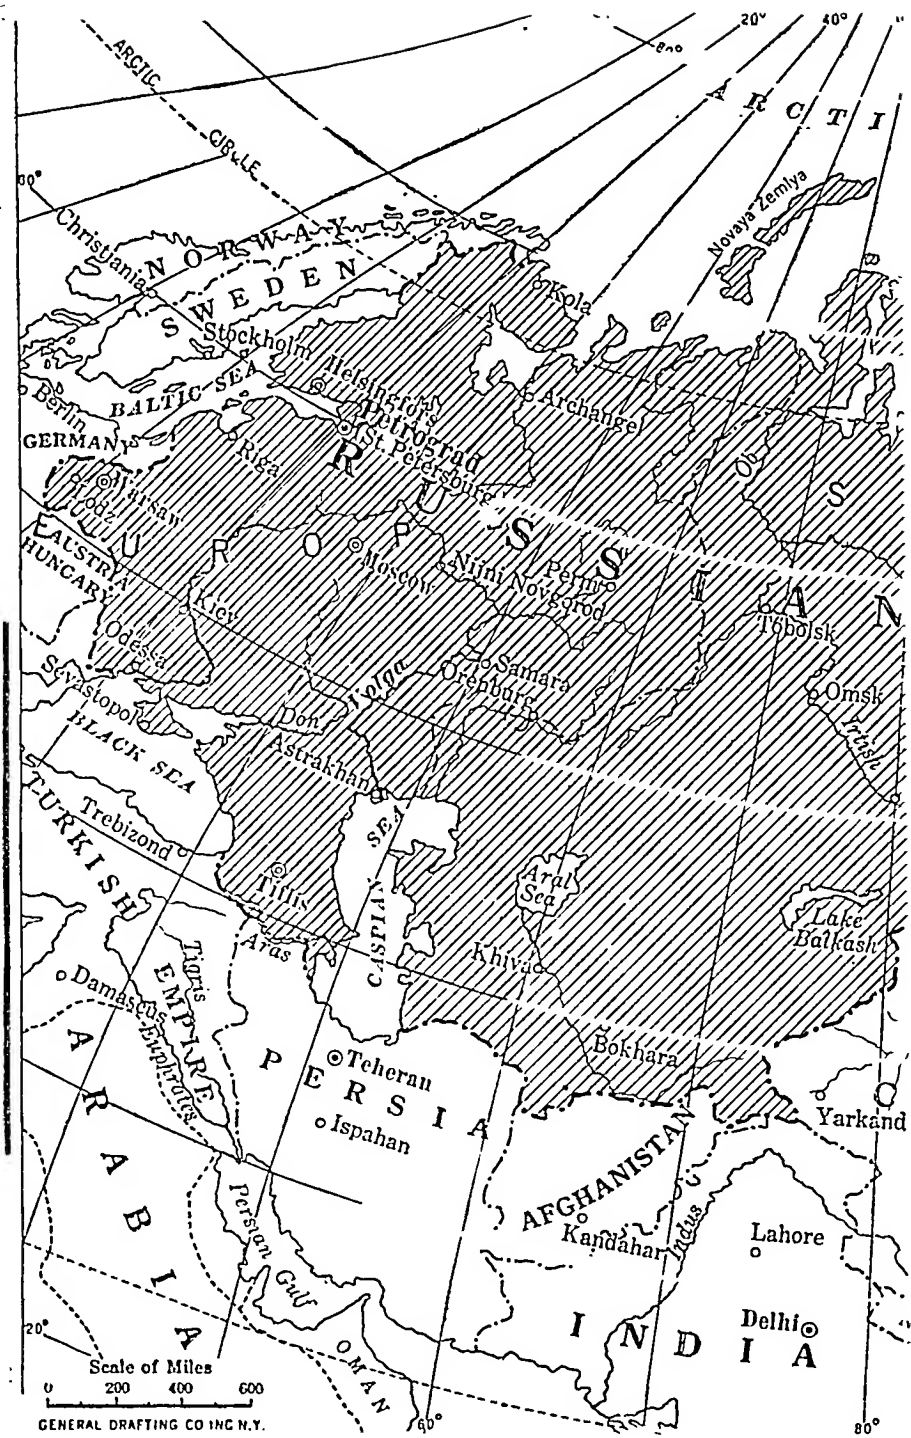 20°
40°
80°
ARCTIC
CIRCLE
ARCTI
80°
Novaya Zemlya
Christiania
NORWAY
SWEDEN
Kola
Stockholm
Helsingfors
BALTIC SEA
Berlin
Petrograd
St. Petersburg
Archangel
GERMANY
Riga
Ob
RUSSIAN
S
Warsaw
Lodz
EUROPE
AUSTRIA
HUNGARY
Moscow
Nijni Novgorod
Perm
Tobolsk
Kiev
Odessa
Samara
Orenburg
Omsk
Irtish
Volga
Sevastopol
Don
BLACK SEA
Astrakhan
TURKISH
EMPIRE
Trebizond
CASPIAN
SEA
Aral
Sea
Tiflis
Lake
Balkash
Aras
Khiva
Tigris
Damascus
Euphrates
Bokhara
ARABIA
PERSIA
Teheran
Ispahan
C
Yarkand
AFGHANISTAN
Kandahar
Indus
Lahore
Persian
Gulf
Delhi
INDIA
OMAN
20°
Scale of Miles
0 200 400 600
GENERAL DRAFTING CO INC N.Y.
60°
80°